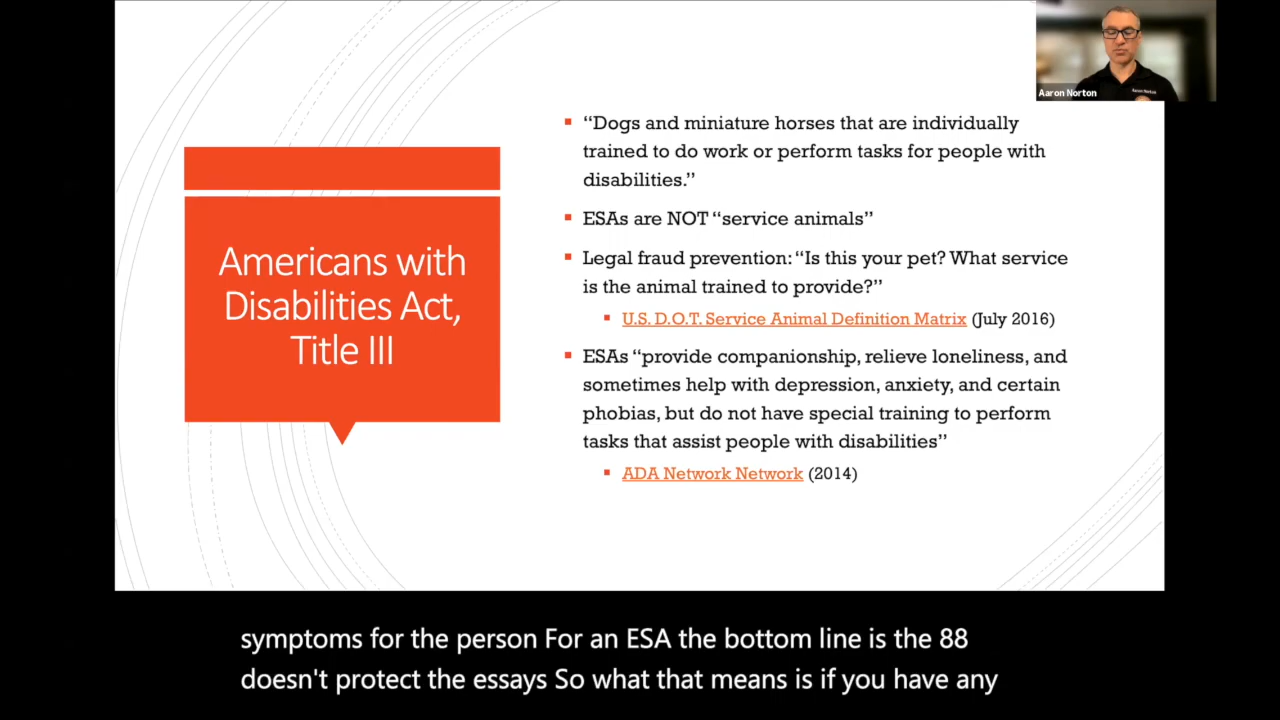 Aaron Norton
Aaron Norton
Americans with
Disabilities Act,
Title III
“Dogs and miniature horses that are individually
trained to do work or perform tasks for people with
disabilities.”
ESAs are NOT “service animals”
Legal fraud prevention: “Is this your pet? What service
is the animal trained to provide?”
U.S. D.O.T. Service Animal Definition Matrix (July 2016)
ESAs “provide companionship, relieve loneliness, and
sometimes help with depression, anxiety, and certain
phobias, but do not have special training to perform
tasks that assist people with disabilities”
ADA Network Network (2014)
symptoms for the person For an ESA the bottom line is the 88
doesn't protect the essays So what that means is if you have any